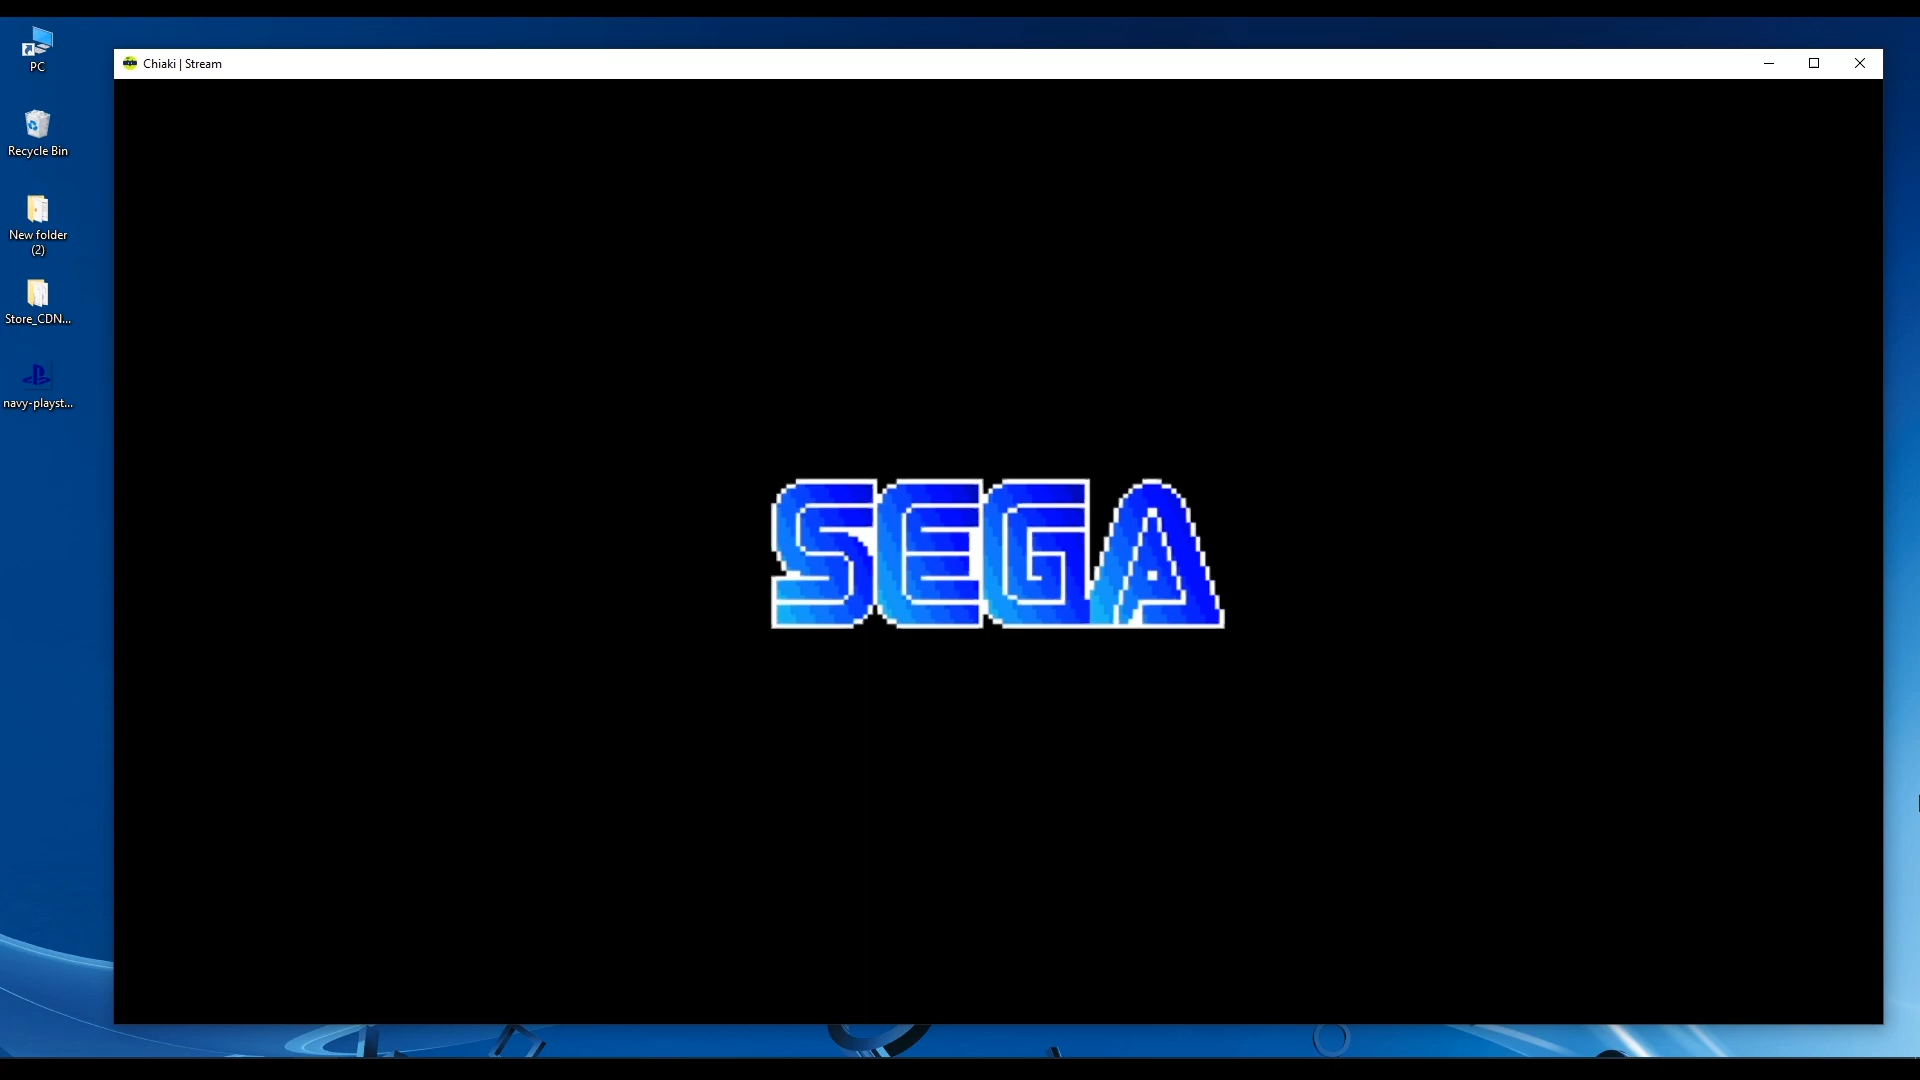 PC
Recycle Bin
New folder
(2)
Store_CDN...
navy-playst...
Chiaki | Stream
SEGA